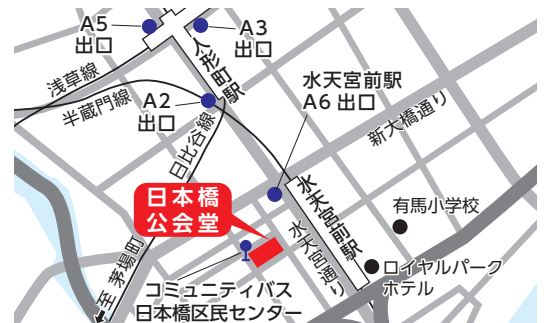 A5
出口
A3
出口
人形町駅
浅草線
半蔵門線
A2
出口
日比谷線
水天宮前駅
A6 出口
新大橋通り
日本橋
公会堂
水天宮前駅
水天宮通り
有馬小学校
ロイヤルパーク
ホテル
コミュニティバス
日本橋区民センター
至 茅場町